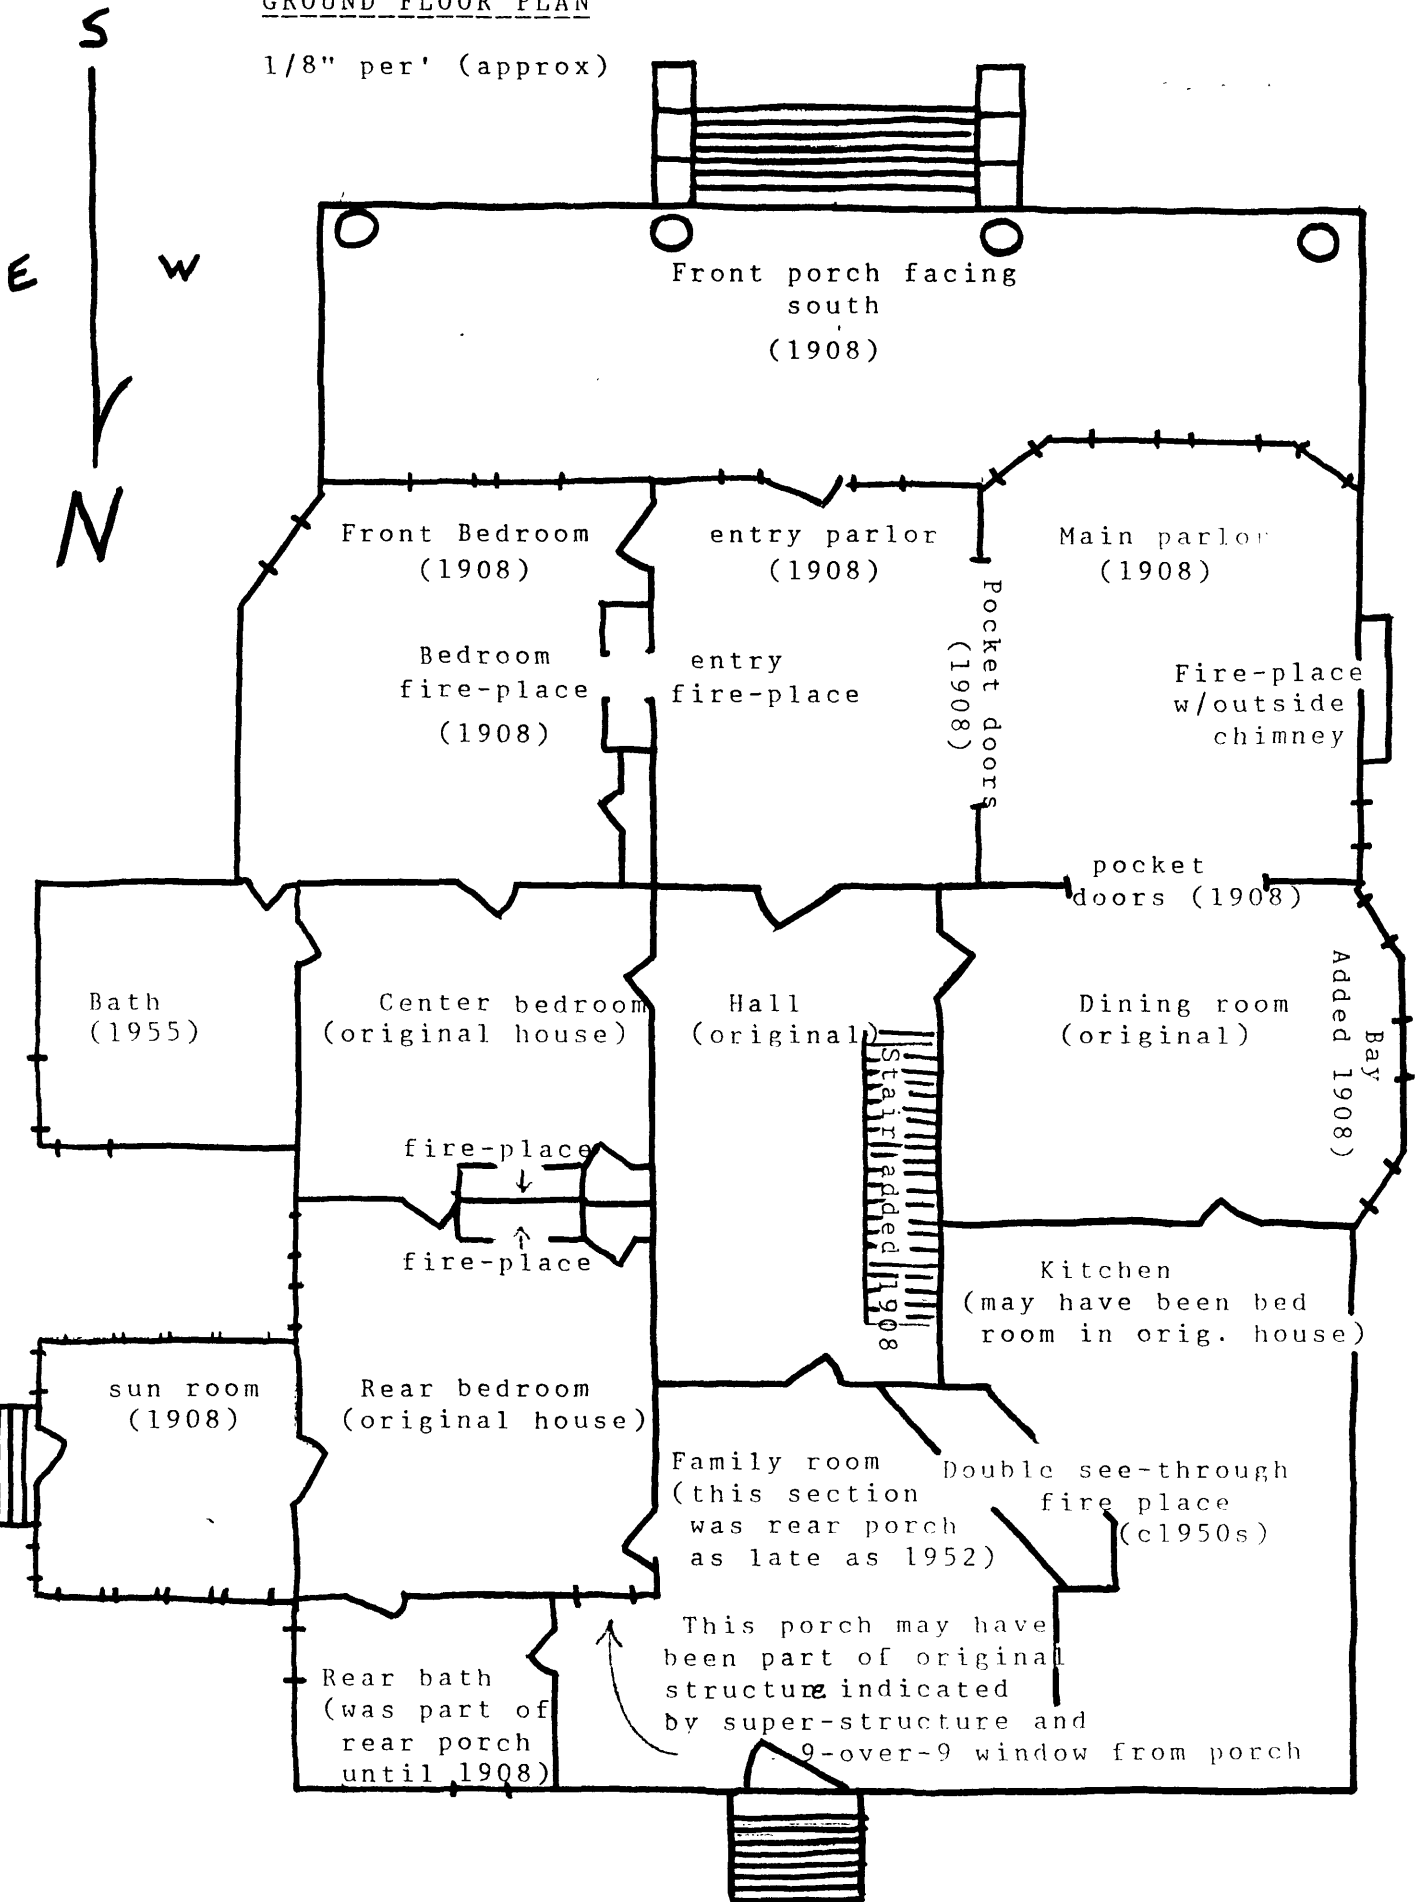 GROUND FLOOR PLAN
S
1/8" per' (approx)
E
W
N
Front porch facing
south
(1908)
Front Bedroom
(1908)
entry parlor
(1908)
Main parlor
(1908)
Pocket doors
(1908)
Bedroom
fire-place
(1908)
entry
fire-place
Fire-place
w/outside
chimney
pocket
doors (1908)
Bath
(1955)
Center bedroom
(original house)
Hall
(original)
Dining room
(original)
Bay
Added 1908)
Stair added 1908
fire-place
fire-place
Kitchen
(may have been bed
room in orig. house)
sun room
(1908)
Rear bedroom
(original house)
Family room
(this section
was rear porch
as late as 1952)
Double see-through
fire place
(c1950s)
This porch may have
been part of original
structure indicated
by super-structure and
9-over-9 window from porch
Rear bath
(was part of
rear porch
until 1908)